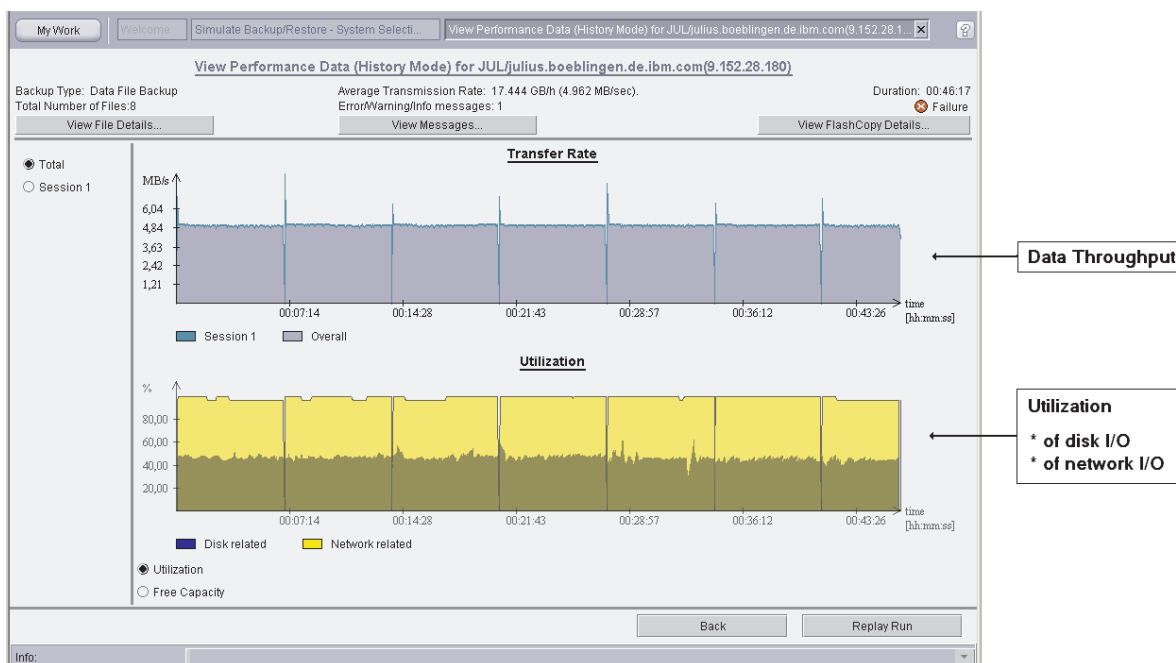 My Work
Welcome
Simulate Backup/Restore - System Selecti...
View Performance Data (History Mode) for JUL/julius.boeblingen.de.ibm.com(9.152.28.1...
?
View Performance Data (History Mode) for JUL/julius.boeblingen.de.ibm.com(9.152.28.180)
Backup Type: Data File Backup
Average Transmission Rate: 17.444 GB/h (4.962 MB/sec).
Duration: 00:46:17
Total Number of Files:8
Error/Warning/Info messages: 1
Failure
View File Details...
View Messages...
View FlashCopy Details...
Total
Session 1
Transfer Rate
MB/s
6,04
4,84
3,63
2,42
1,21
00:07:14
00:14:28
00:21:43
00:28:57
00:36:12
00:43:26
time
[hh:mm:ss]
Session 1
Overall
Data Throughput
Utilization
%
80,00
60,00
40,00
20,00
00:07:14
00:14:28
00:21:43
00:28:57
00:36:12
00:43:26
time
[hh:mm:ss]
Disk related
Network related
Utilization
* of disk I/O
* of network I/O
Utilization
Free Capacity
Back
Replay Run
Info: